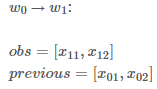 w₀ → w₁:
obs = [x₁₁, x₁₂]
previous = [x₀₁, x₀₂]